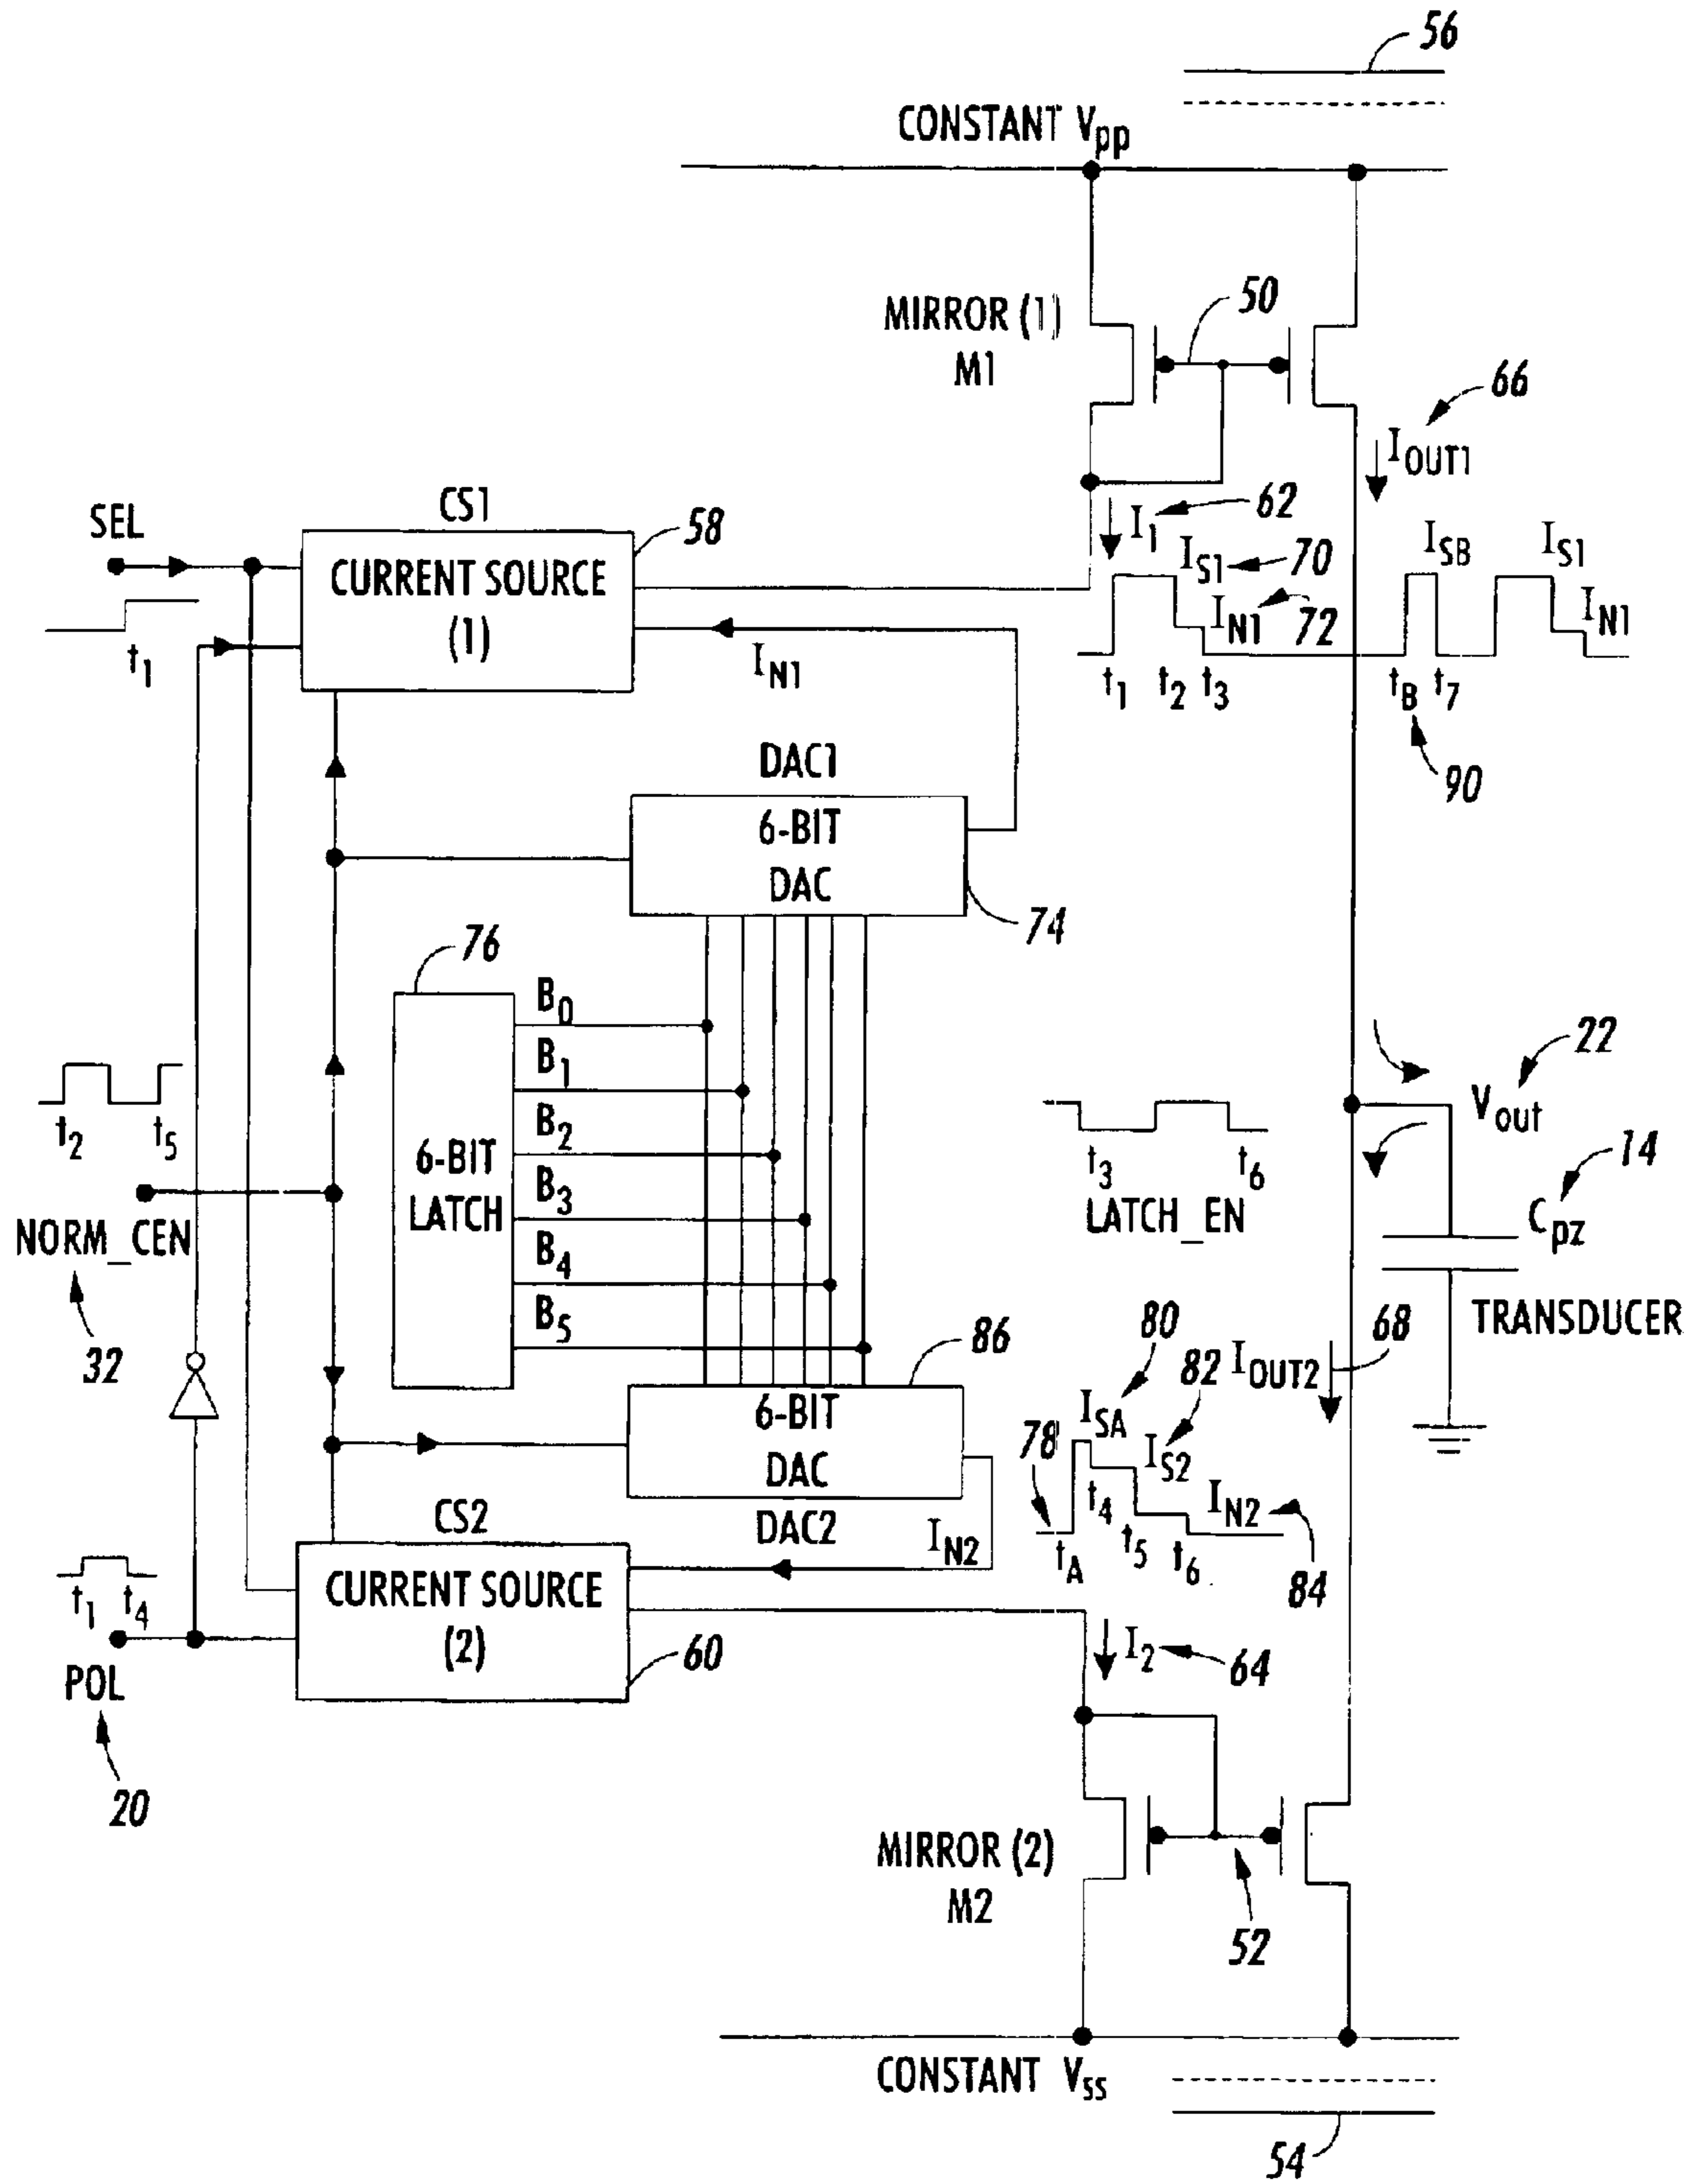 56
CONSTANT Vpp
50
MIRROR (1)
M1
66
IOUT1
CS1
62
SEL
58
I1
ISB
IS1
CURRENT SOURCE
(1)
IS1
70
IN1
72
IN1
t1
IN1
t1
t2
t3
tB
t7
DAC1
90
6-BIT
DAC
74
76
B0
22
B1
Vout
t2
t5
B2
t3
t6
14
6-BIT
LATCH
B3
LATCH_EN
Cpz
NORM_CEN
B4
B5
80
68
TRANSDUCER
32
86
82
IOUT2
6-BIT
DAC
ISA
78
IS2
t4
IN2
CS2
DAC2
IN2
tA
t5
t6
84
t1
t4
CURRENT SOURCE
(2)
60
I2
64
POL
20
MIRROR (2)
M2
52
CONSTANT Vss
54